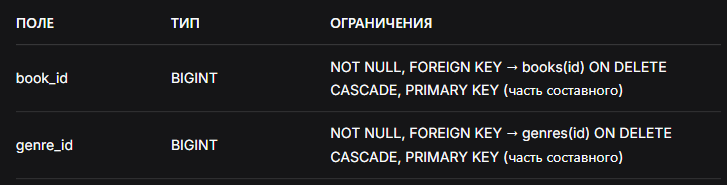 ПОЛЕ ТИП ОГРАНИЧЕНИЯ
book_id BIGINT NOT NULL, FOREIGN KEY → books(id) ON DELETE
CASCADE, PRIMARY KEY (часть составного)
genre_id BIGINT NOT NULL, FOREIGN KEY → genres(id) ON DELETE
CASCADE, PRIMARY KEY (часть составного)